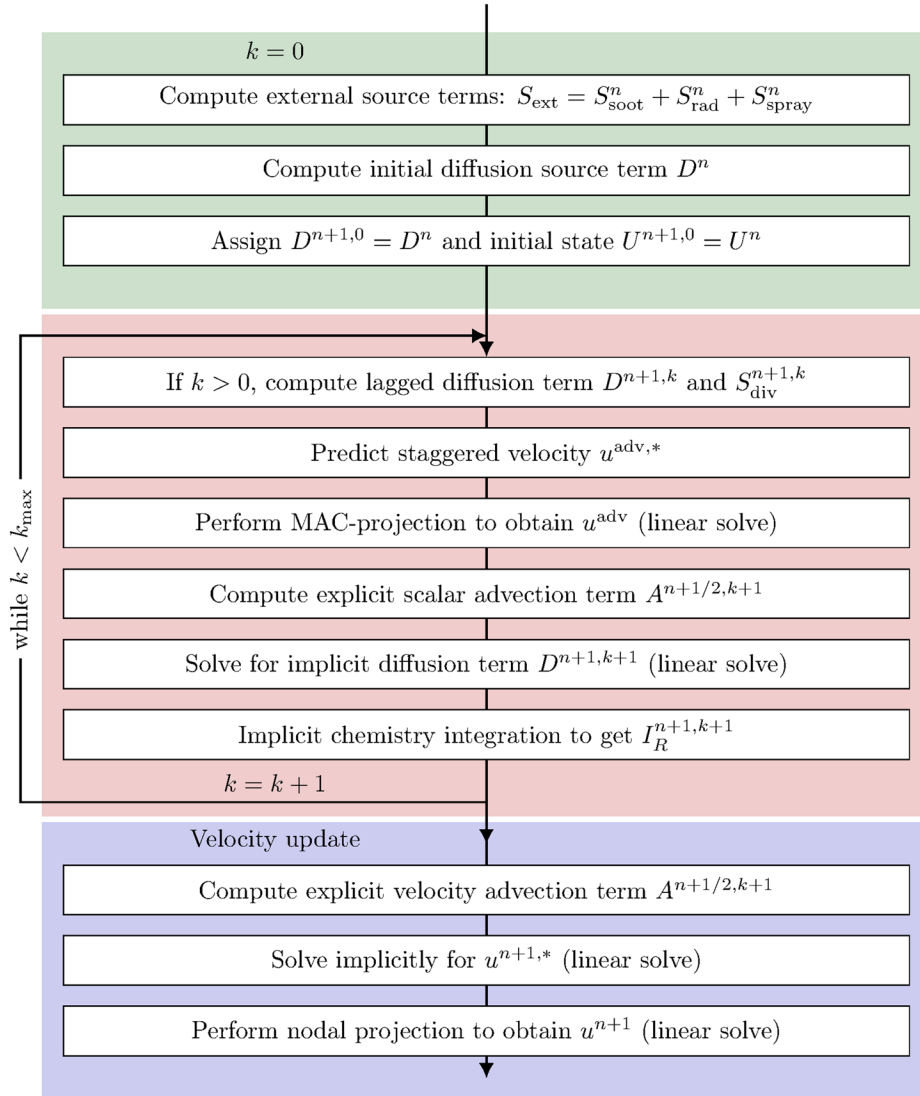 k = 0
Compute external source terms: S_ext = S^n_soot + S^n_rad + S^n_spray
Compute initial diffusion source term D^n
Assign D^{n+1,0} = D^n and initial state U^{n+1,0} = U^n
If k > 0, compute lagged diffusion term D^{n+1,k} and S^{n+1,k}_div
Predict staggered velocity u^{adv,*}
Perform MAC-projection to obtain u^{adv} (linear solve)
Compute explicit scalar advection term A^{n+1/2,k+1}
Solve for implicit diffusion term D^{n+1,k+1} (linear solve)
Implicit chemistry integration to get I_R^{n+1,k+1}
k = k + 1
while k < k_max
Velocity update
Compute explicit velocity advection term A^{n+1/2,k+1}
Solve implicitly for u^{n+1,*} (linear solve)
Perform nodal projection to obtain u^{n+1} (linear solve)